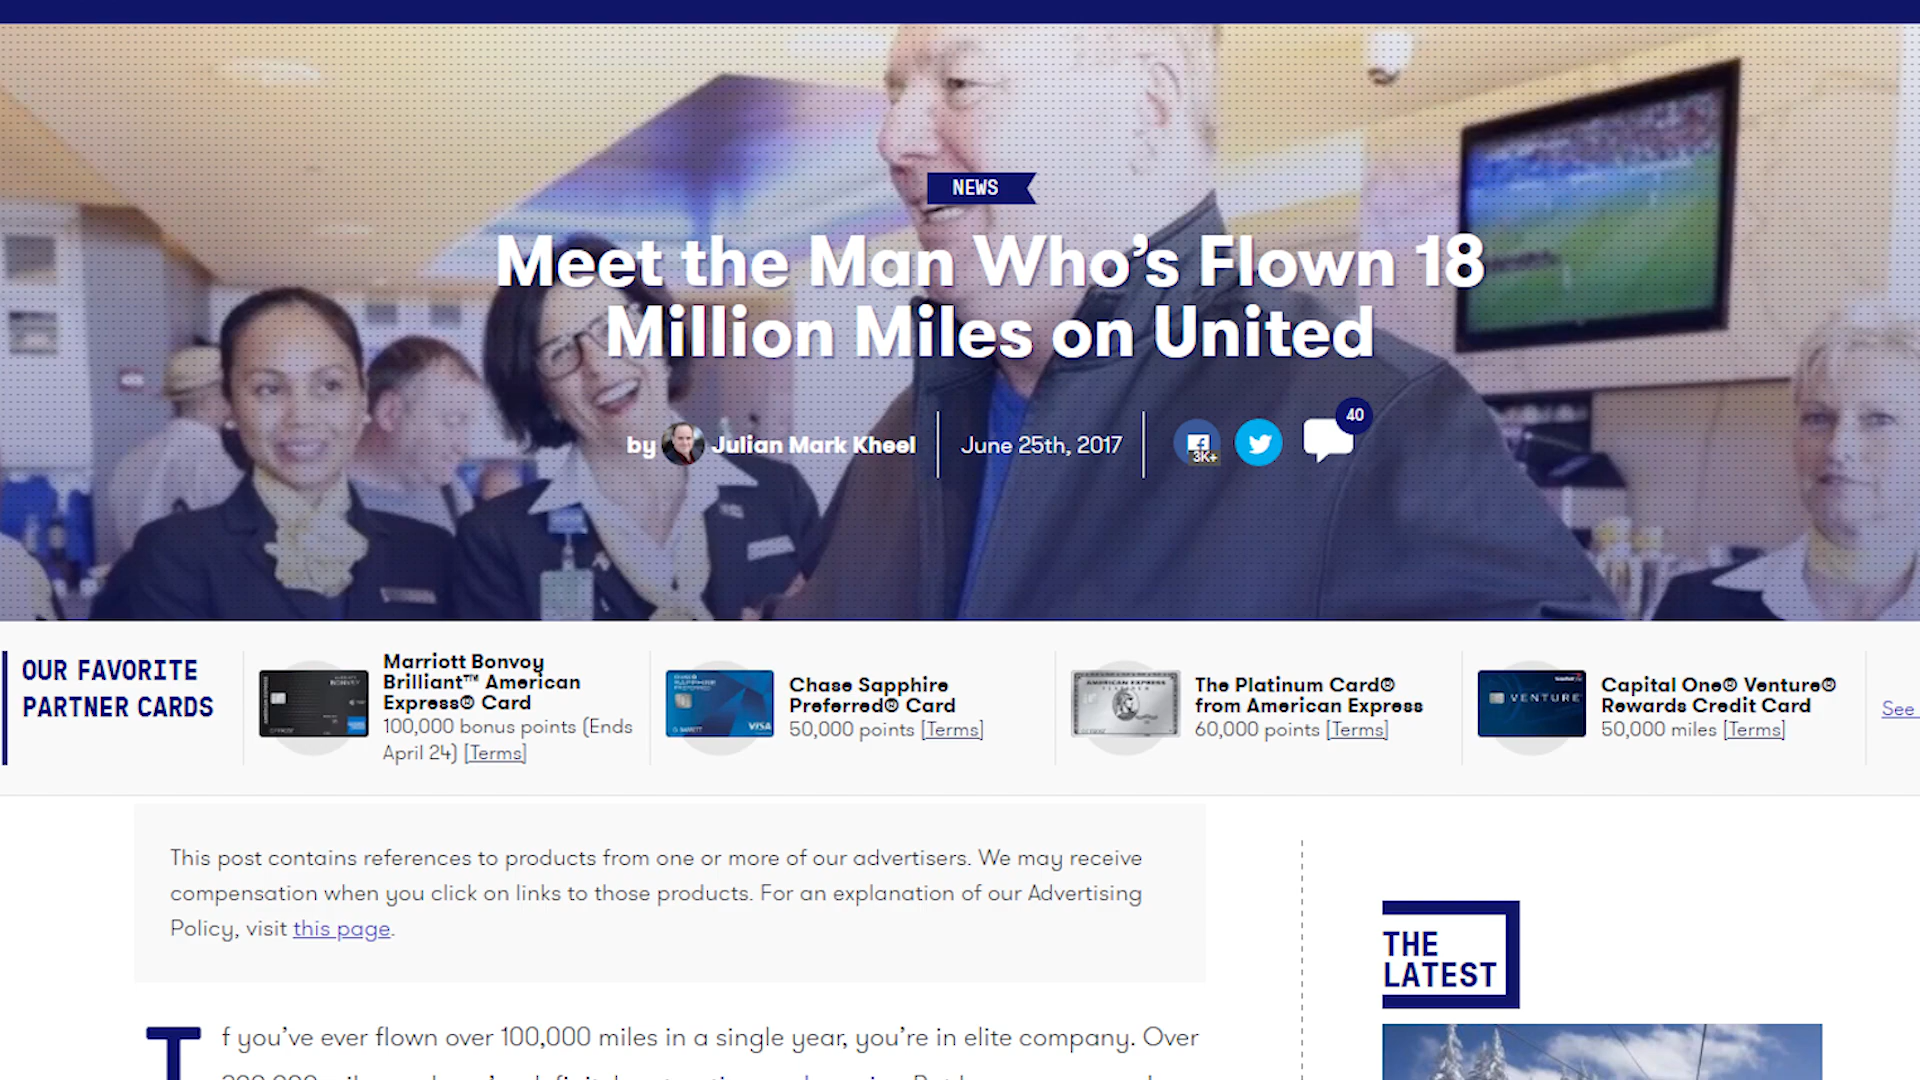 NEWS
Meet the Man Who's Flown 18
Million Miles on United
by Julian Mark Kheel
June 25th, 2017
3K+
40
OUR FAVORITE
PARTNER CARDS
Marriott Bonvoy
Brilliant™ American
Express® Card
100,000 bonus points (Ends
April 24) [Terms]
Chase Sapphire
Preferred® Card
50,000 points [Terms]
VISA
AMERICAN EXPRESS
The Platinum Card®
from American Express
60,000 points [Terms]
VENTURE
Capital One® Venture®
Rewards Credit Card
50,000 miles [Terms]
See
This post contains references to products from one or more of our advertisers. We may receive
compensation when you click on links to those products. For an explanation of our Advertising
Policy, visit this page.
THE
LATEST
If you've ever flown over 100,000 miles in a single year, you're in elite company. Over